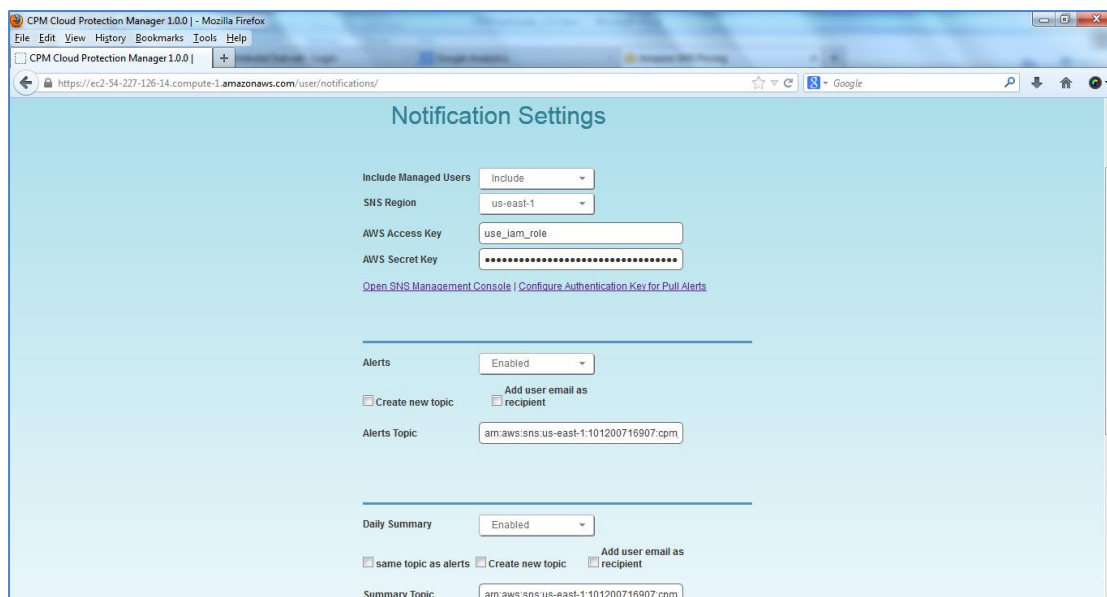 CPM Cloud Protection Manager 1.0.0 | - Mozilla Firefox
File Edit View History Bookmarks Tools Help
CPM Cloud Protection Manager 1.0.0 | +
https://ec2-54-227-126-14.compute-1.amazonaws.com/user/notifications/ Google
Notification Settings
Include Managed Users Include
SNS Region us-east-1
AWS Access Key use_iam_role
AWS Secret Key
Open SNS Management Console | Configure Authentication Key for Pull Alerts
Alerts Enabled
Create new topic Add user email as recipient
Alerts Topic arn:aws:sns:us-east-1:101200716907:cpm_
Daily Summary Enabled
same topic as alerts Create new topic Add user email as recipient
Summary Topic arn:aws:sns:us-east-1:101200716907:cpm